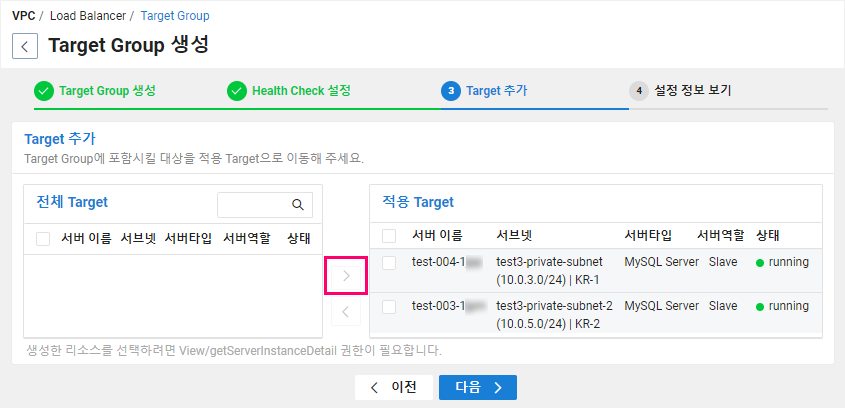 VPC / Load Balancer / Target Group
Target Group 생성
Target Group 생성
Health Check 설정
3 Target 추가
4 설정 정보 보기
Target 추가
Target Group에 포함시킬 대상을 적용 Target으로 이동해 주세요.
전체 Target
서버 이름 서브넷 서버타입 서버역할 상태
적용 Target
서버 이름 서브넷 서버타입 서버역할 상태
test-004-1 test3-private-subnet MySQL Server Slave running
(10.0.3.0/24) | KR-1
test-003-1 test3-private-subnet-2 MySQL Server Slave running
(10.0.5.0/24) | KR-2
생성한 리소스를 선택하려면 View/getServerInstanceDetail 권한이 필요합니다.
이전 다음